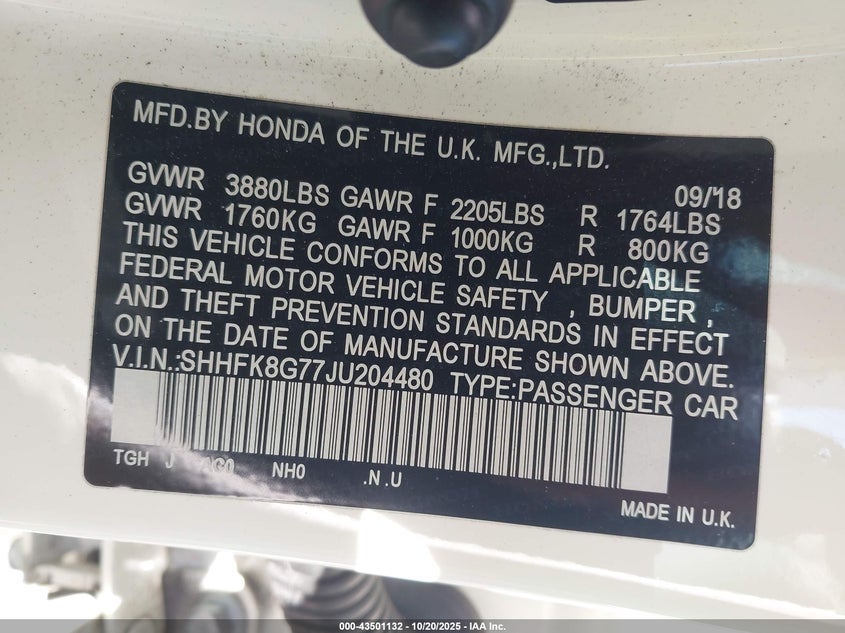 MFD.BY HONDA OF THE U.K. MFG.,LTD.
09/'18
GVWR 3880LBS GAWR F 2205LBS R 1764LBS
GVWR 1760KG GAWR F 1000KG R 800KG
THIS VEHICLE CONFORMS TO ALL APPLICABLE
FEDERAL MOTOR VEHICLE SAFETY , BUMPER ,
AND THEFT PREVENTION STANDARDS IN EFFECT
ON THE DATE OF MANUFACTURE SHOWN ABOVE.
V.I.N.:SHHFK8G77JU204480 TYPE:PASSENGER CAR
TGH J NH0 .N .U
MADE IN U.K.
000-43501132 - 10/20/2025 - IAA Inc.